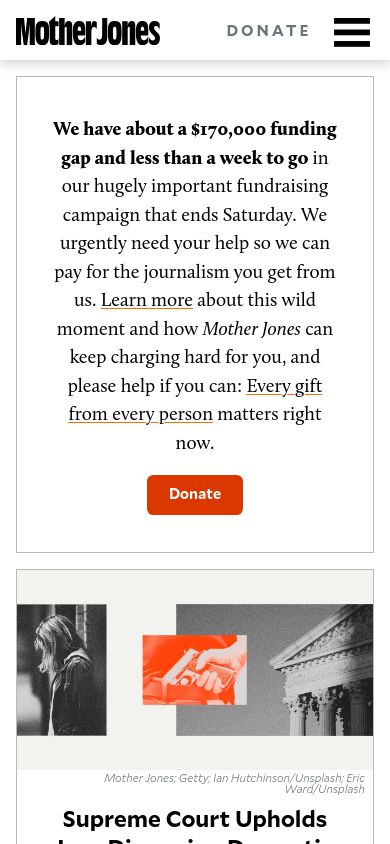 Mother Jones
DONATE
We have about a $170,000 funding
gap and less than a week to go in
our hugely important fundraising
campaign that ends Saturday. We
urgently need your help so we can
pay for the journalism you get from
us. Learn more about this wild
moment and how Mother Jones can
keep charging hard for you, and
please help if you can: Every gift
from every person matters right
now.
Donate
Mother Jones; Getty; Ian Hutchinson/Unsplash; Eric
Ward/Unsplash
Supreme Court Upholds